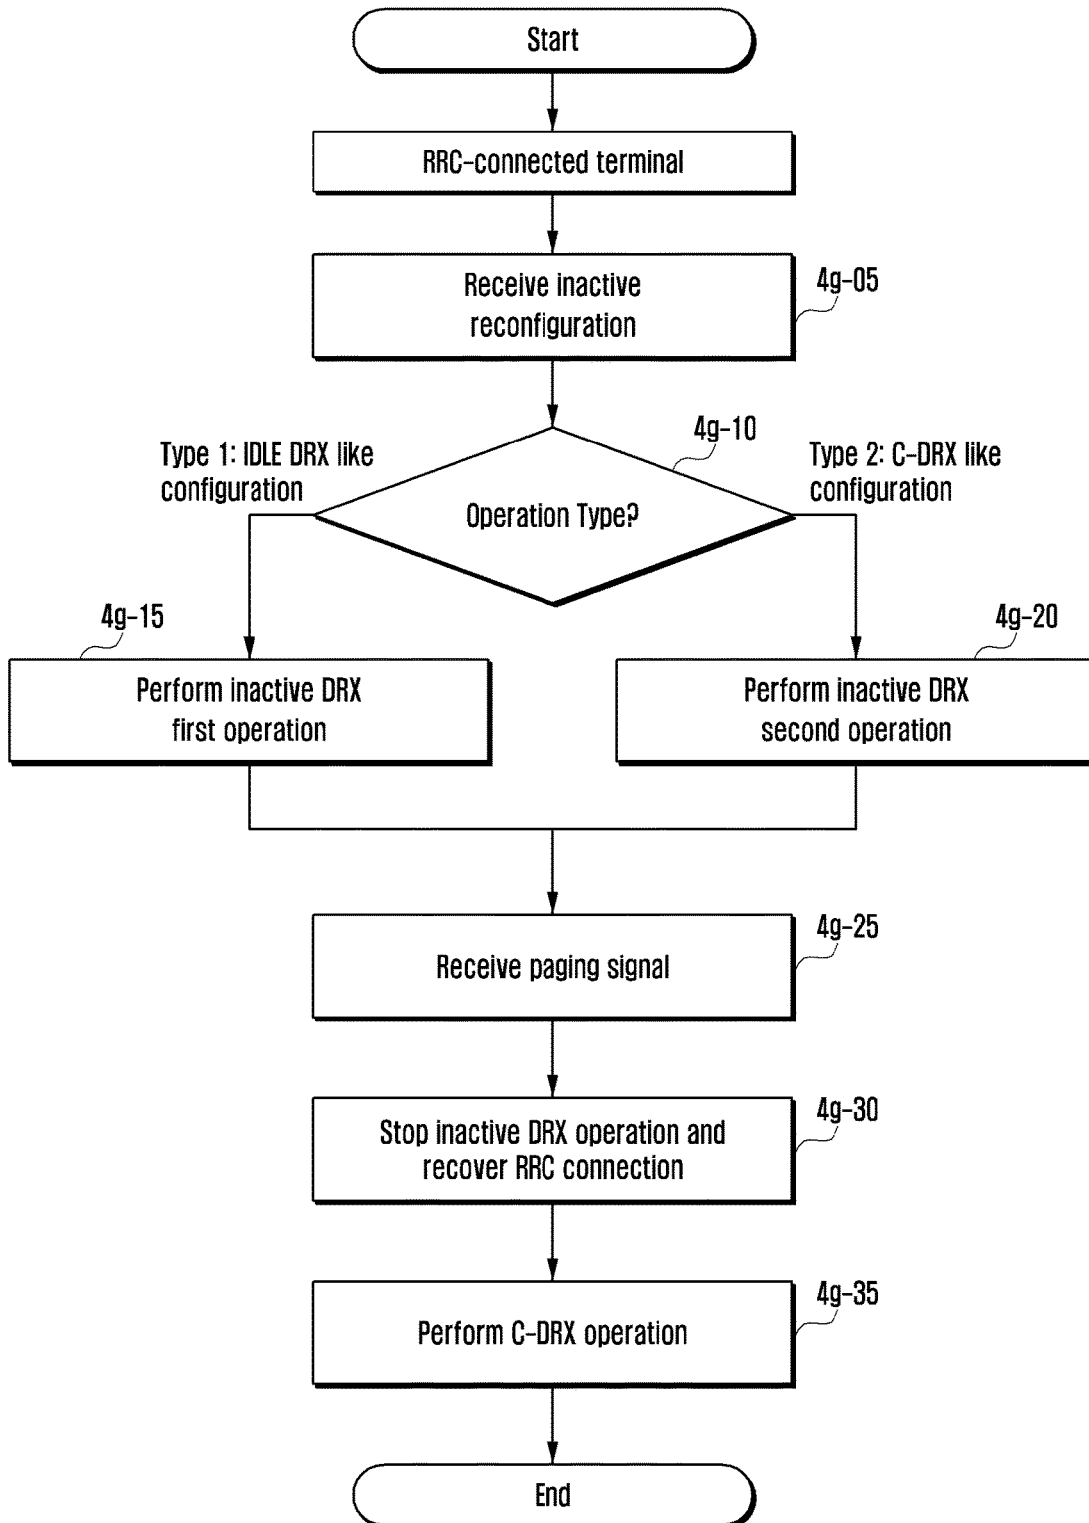 Start
RRC-connected terminal
Receive inactive
reconfiguration
4g-05
4g-10
Type 1: IDLE DRX like
configuration
Operation Type?
Type 2: C-DRX like
configuration
4g-15
4g-20
Perform inactive DRX
first operation
Perform inactive DRX
second operation
4g-25
Receive paging signal
4g-30
Stop inactive DRX operation and
recover RRC connection
4g-35
Perform C-DRX operation
End